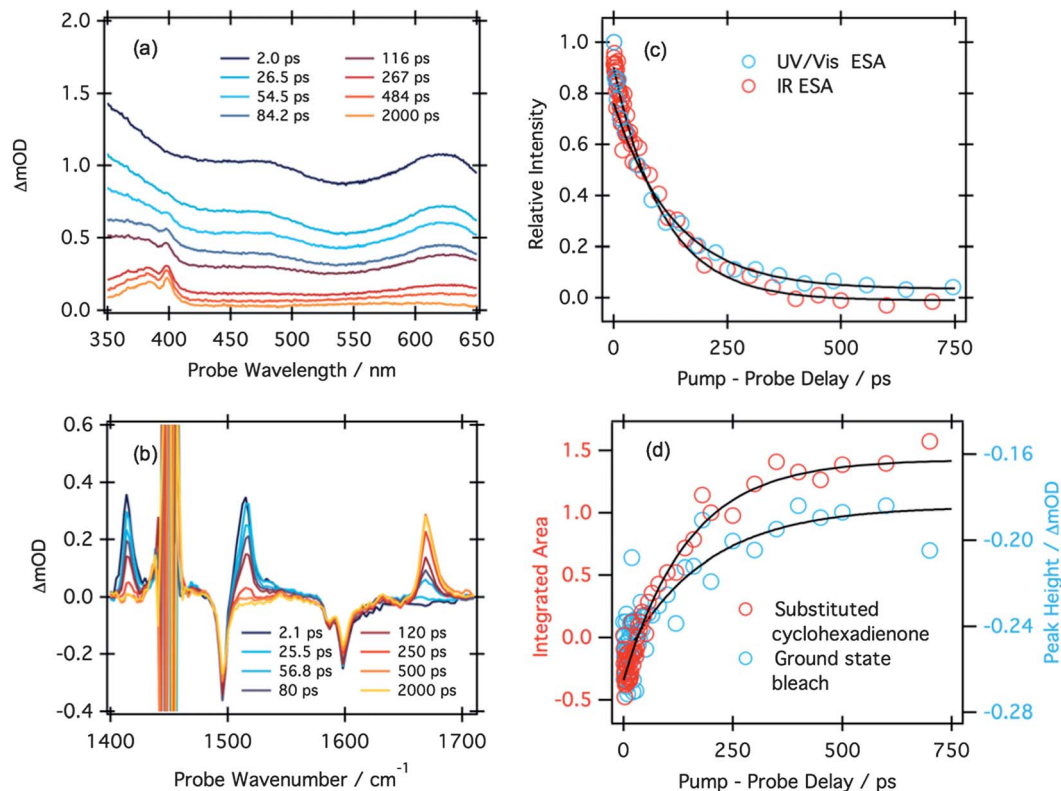 (a)
2.0 ps
26.5 ps
54.5 ps
84.2 ps
116 ps
267 ps
484 ps
2000 ps
2.0
1.5
1.0
0.5
0.0
ΔmOD
350 400 450 500 550 600 650
Probe Wavelength / nm
(c)
UV/Vis ESA
IR ESA
1.0
0.8
0.6
0.4
0.2
0.0
Relative Intensity
0 250 500 750
Pump - Probe Delay / ps
(b)
2.1 ps
25.5 ps
56.8 ps
80 ps
120 ps
250 ps
500 ps
2000 ps
0.6
0.4
0.2
0.0
-0.2
-0.4
ΔmOD
1400 1500 1600 1700
Probe Wavenumber / cm⁻¹
(d)
Substituted
cyclohexadienone
Ground state
bleach
1.5
1.0
0.5
0.0
-0.5
Integrated Area
-0.16
-0.20
-0.24
-0.28
Peak Height / ΔmOD
0 250 500 750
Pump - Probe Delay / ps